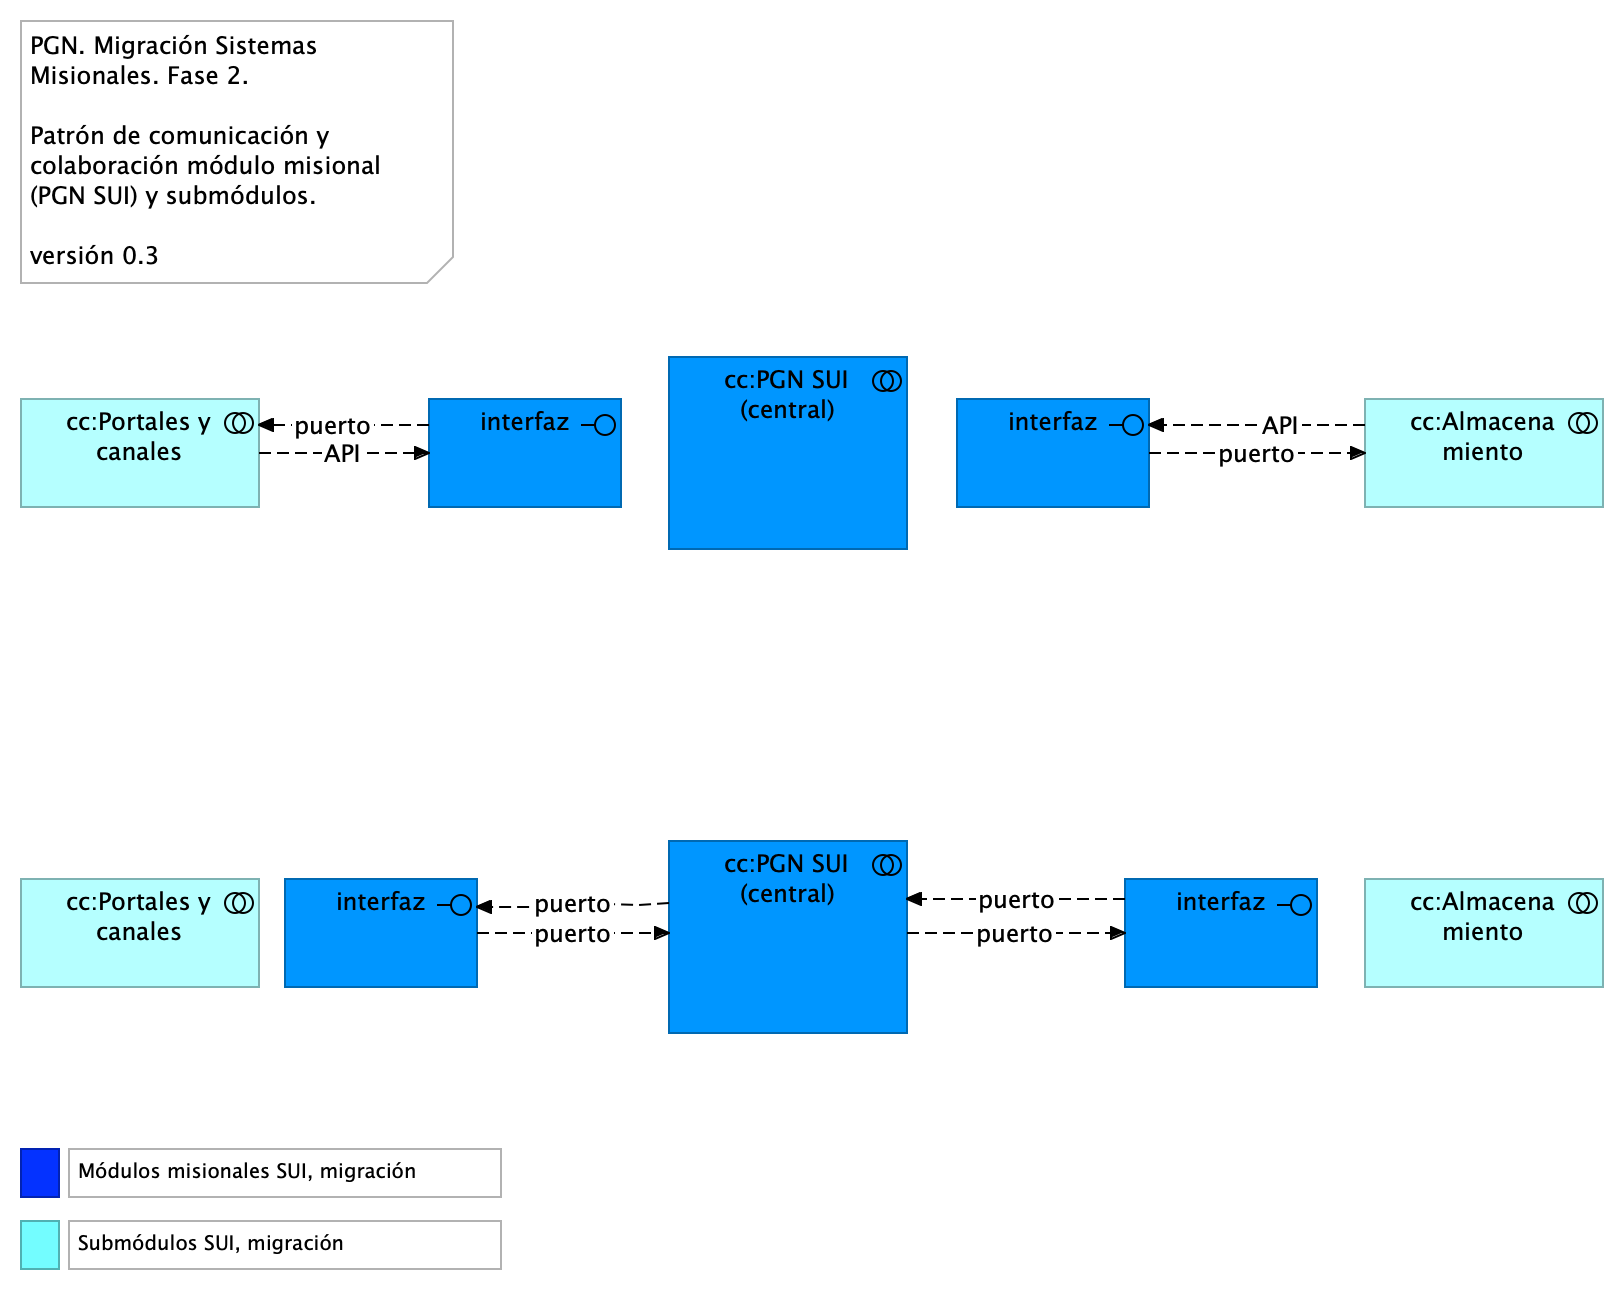 PGN. Migración Sistemas
Misionales. Fase 2.
Patrón de comunicación y
colaboración módulo misional
(PGN SUI) y submódulos.
versión 0.3
cc:Portales y
canales
puerto
API
interfaz
cc:PGN SUI
(central)
interfaz
API
puerto
cc:Almacena
miento
cc:Portales y
canales
interfaz
puerto
puerto
cc:PGN SUI
(central)
puerto
puerto
interfaz
cc:Almacena
miento
Módulos misionales SUI, migración
Submódulos SUI, migración